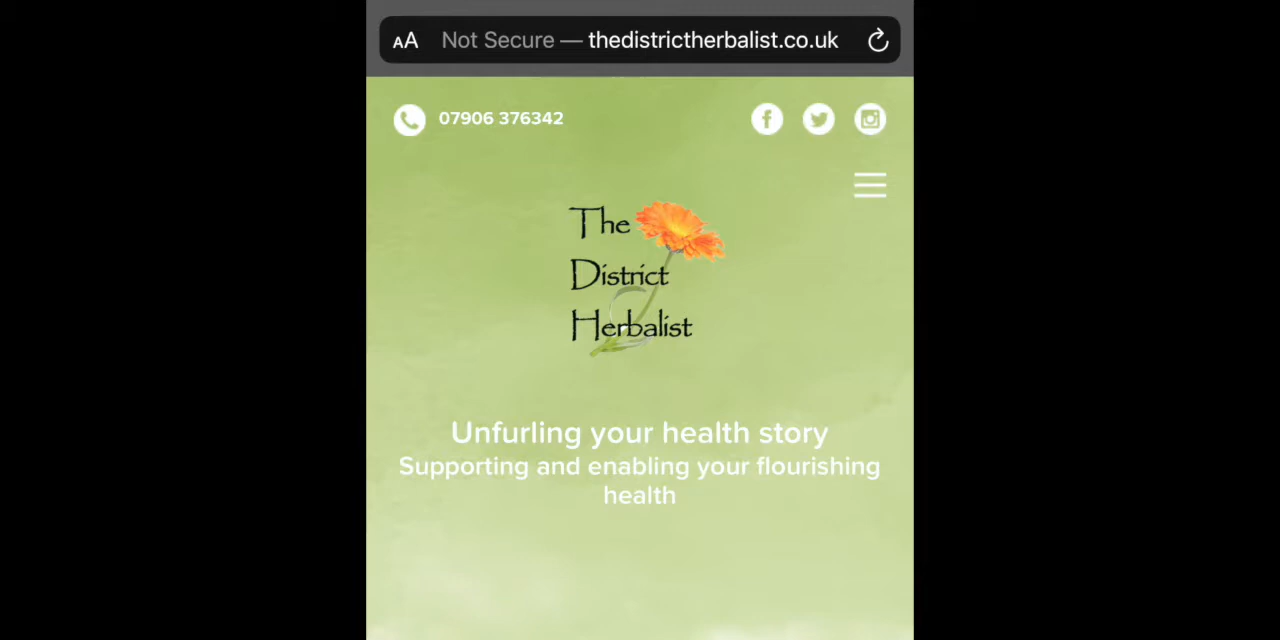 AA Not Secure — thedistrictherbalist.co.uk
07906 376342
The
District
Herbalist
Unfurling your health story
Supporting and enabling your flourishing
health